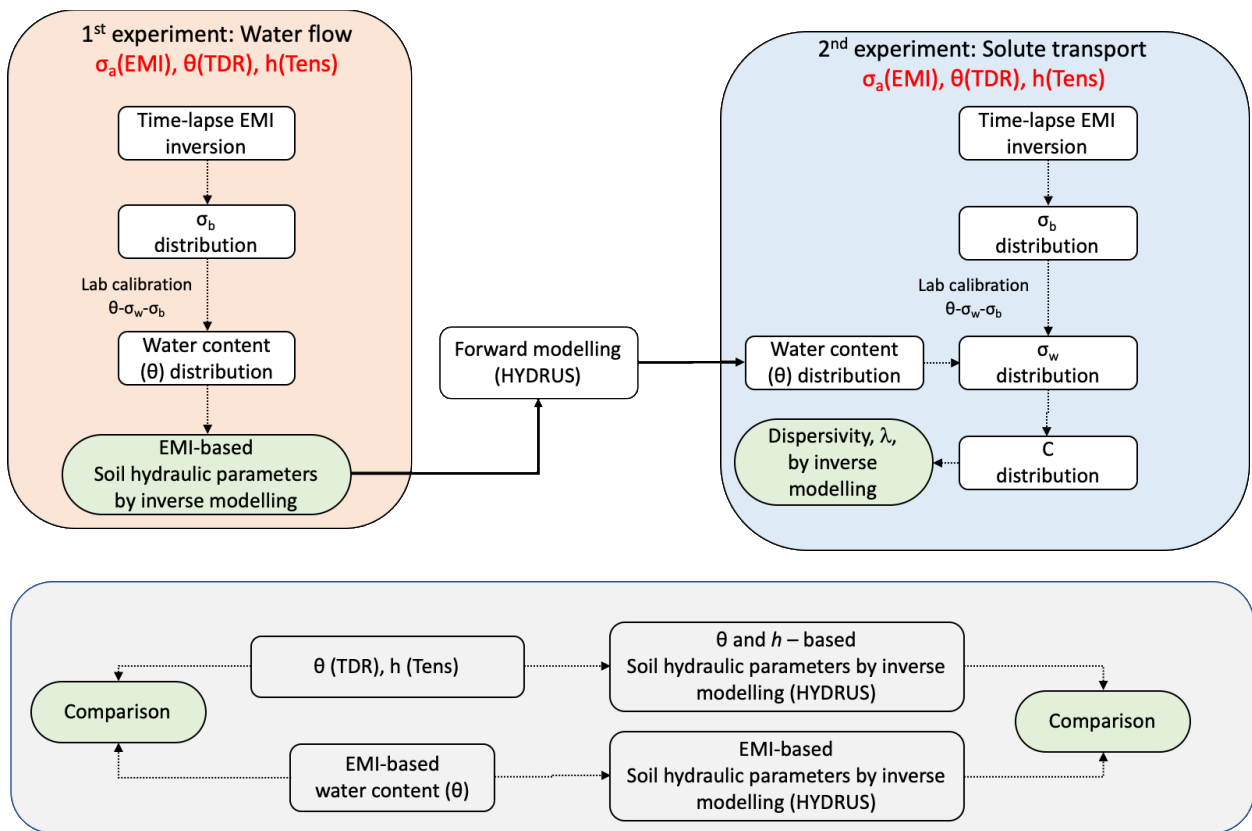 1st experiment: Water flow
σa(EMI), θ(TDR), h(Tens)
Time-lapse EMI
inversion
σb
distribution
Lab calibration
θ-σw-σb
Water content
(θ) distribution
EMI-based
Soil hydraulic parameters
by inverse modelling
Forward modelling
(HYDRUS)
2nd experiment: Solute transport
σa(EMI), θ(TDR), h(Tens)
Time-lapse EMI
inversion
σb
distribution
Lab calibration
θ-σw-σb
Water content
(θ) distribution
σw
distribution
Dispersivity, λ,
by inverse
modelling
C
distribution
θ (TDR), h (Tens)
θ and h – based
Soil hydraulic parameters by inverse
modelling (HYDRUS)
Comparison
Comparison
EMI-based
water content (θ)
EMI-based
Soil hydraulic parameters by inverse
modelling (HYDRUS)